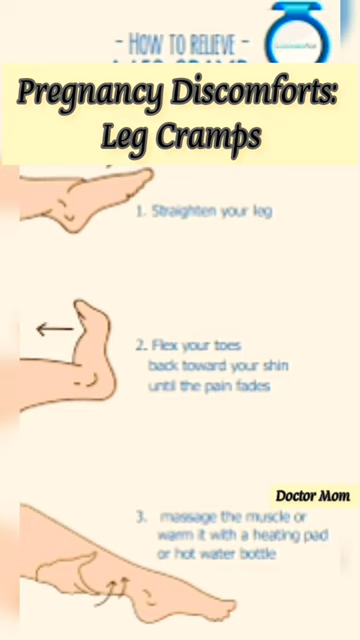 - HOW TO RELIEVE -
Pregnancy Discomforts:
Leg Cramps
1. Straighten your leg
2. Flex your toes
back toward your shin
until the pain fades
Doctor Mom
3. massage the muscle or
warm it with a heating pad
or hot water bottle